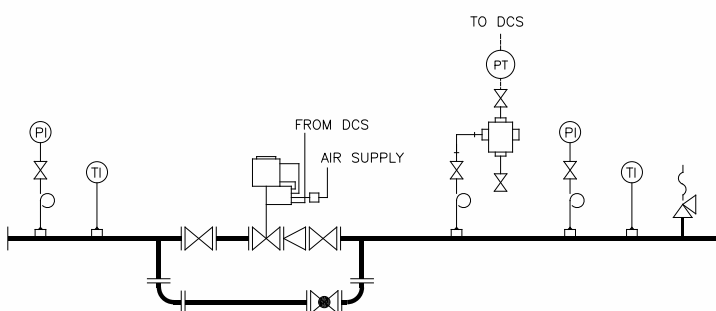 TO DCS
PT
PI
FROM DCS
PI
AIR SUPPLY
TI
TI